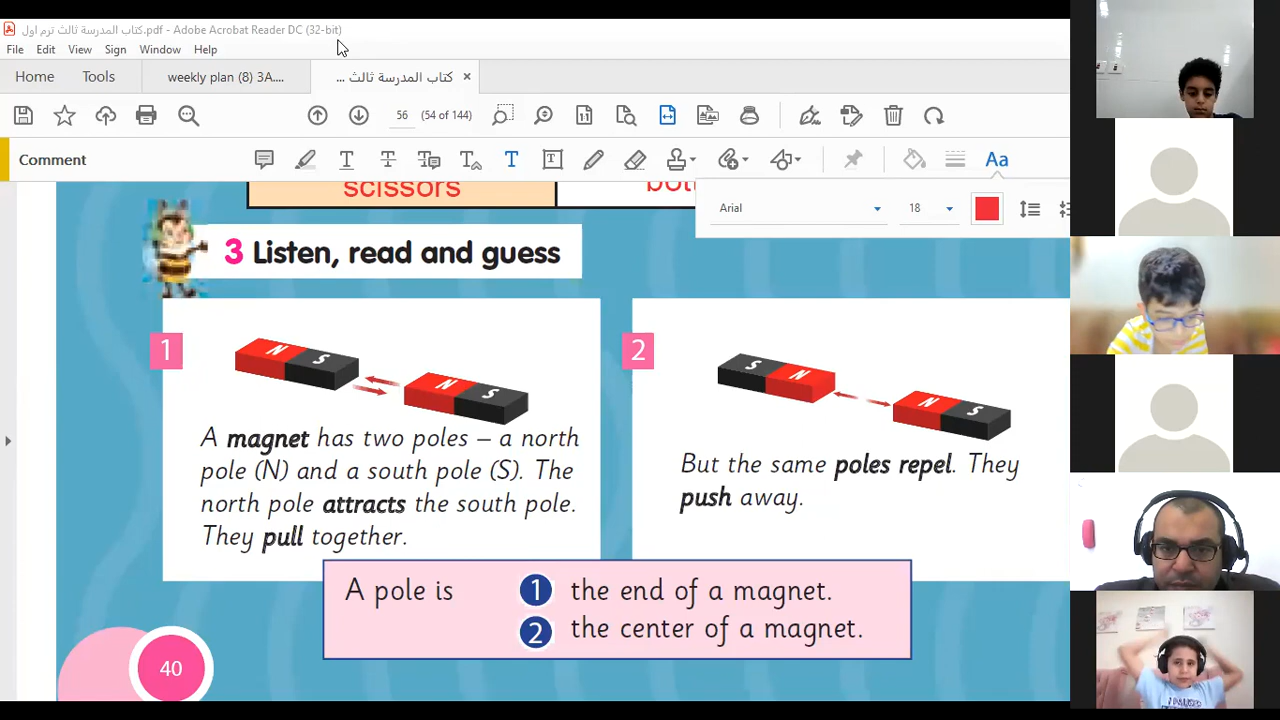 كتاب المدرسة ثالث ترم اول.pdf - Adobe Acrobat Reader DC (32-bit)
File Edit View Sign Window Help
Home Tools weekly plan (8) 3A.... كتاب المدرسة ثالث ... ×
56 (54 of 144)
Comment
Aa
Arial 18
scissors
3 Listen, read and guess
1
N S
N S
A magnet has two poles – a north
pole (N) and a south pole (S). The
north pole attracts the south pole.
They pull together.
2
S N
N S
But the same poles repel. They
push away.
A pole is 1 the end of a magnet.
2 the center of a magnet.
40